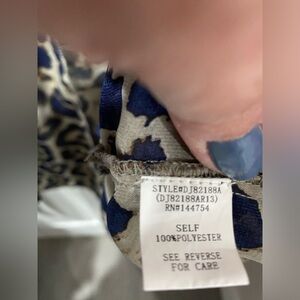 STYLE#DJ82188A
(DJ82188AR13)
RN#144754
SELF
100%POLYESTER
SEE REVERSE
FOR CARE